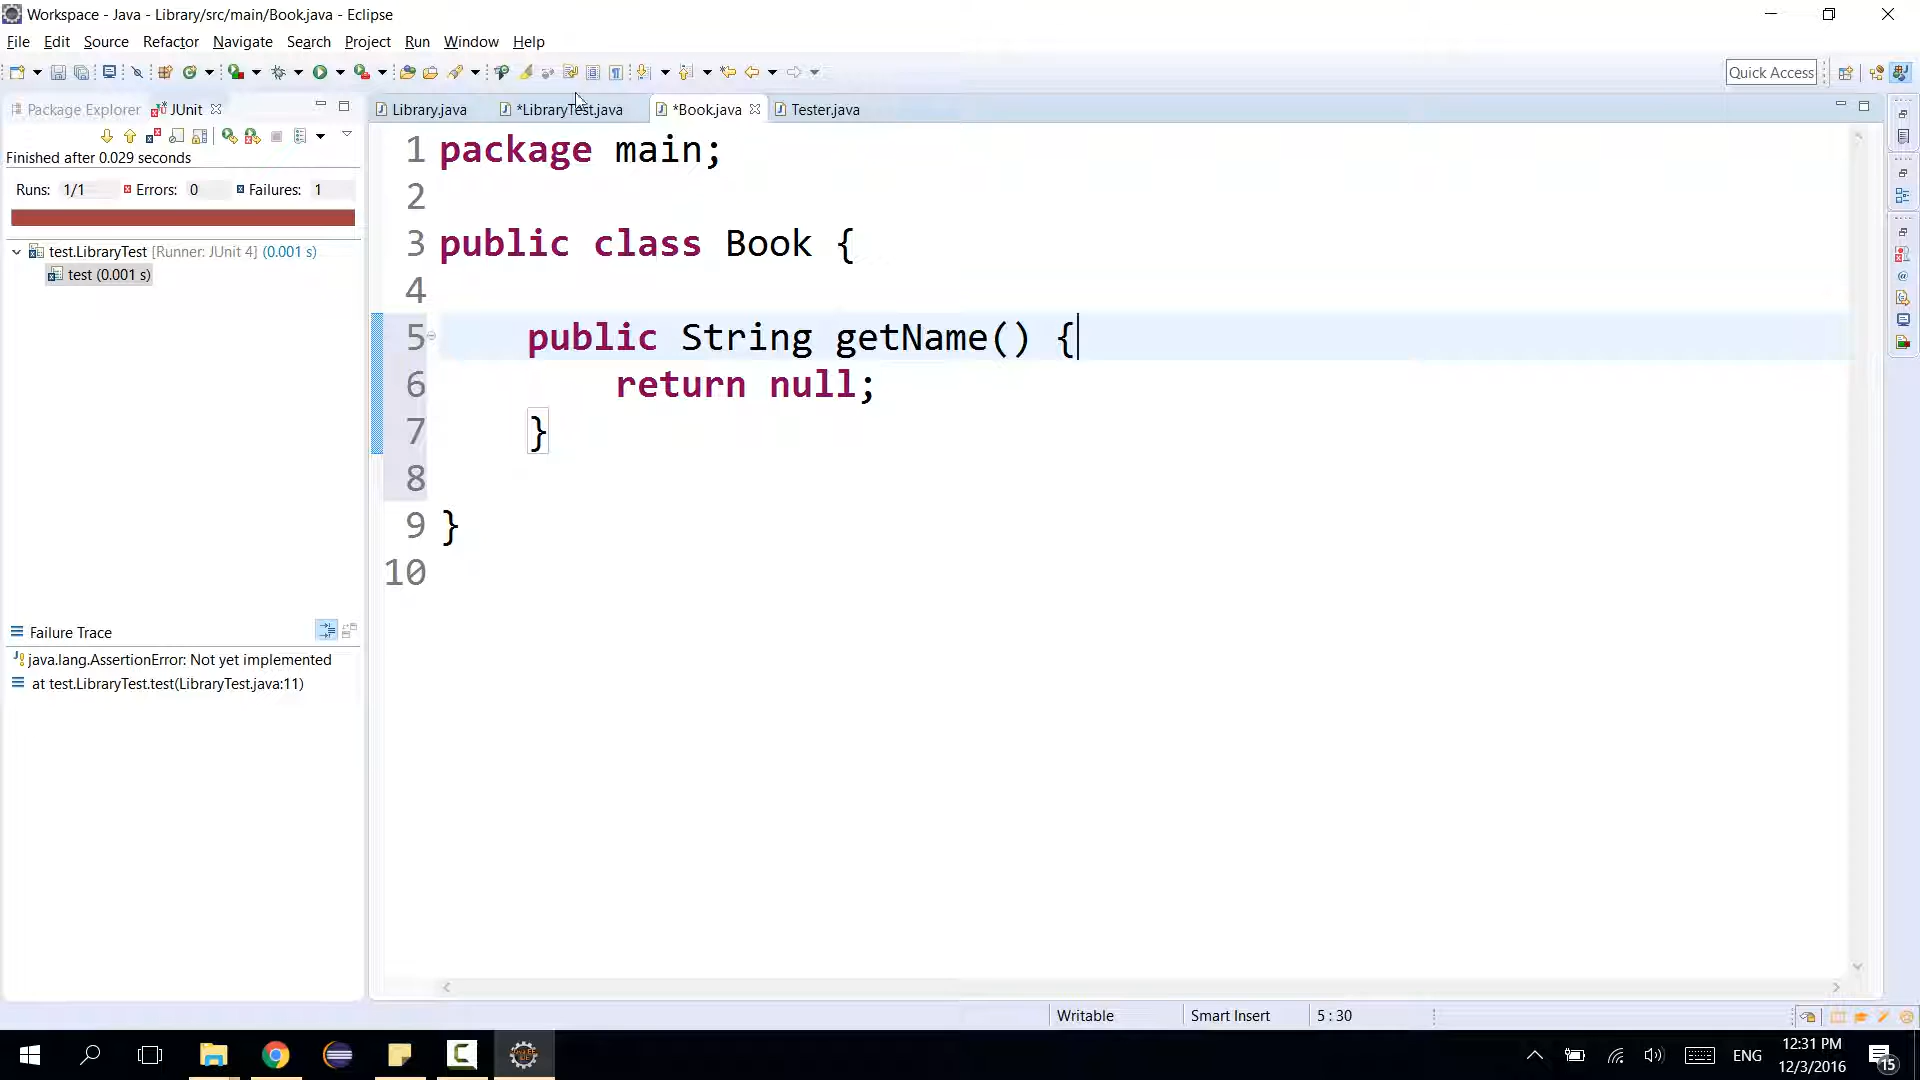 Workspace - Java - Library/src/main/Book.java - Eclipse
File Edit Source Refactor Navigate Search Project Run Window Help
Quick Access
Package Explorer JUnit
Library.java *LibraryTest.java *Book.java Tester.java
Finished after 0.029 seconds
Runs: 1/1 Errors: 0 Failures: 1
test.LibraryTest [Runner: JUnit 4] (0.001 s)
test (0.001 s)
Failure Trace
java.lang.AssertionError: Not yet implemented
at test.LibraryTest.test(LibraryTest.java:11)
1 package main;
2
3 public class Book {
4
5 public String getName() {
6 return null;
7 }
8
9 }
10
Writable Smart Insert 5 : 30
ENG
12:31 PM
12/3/2016
15